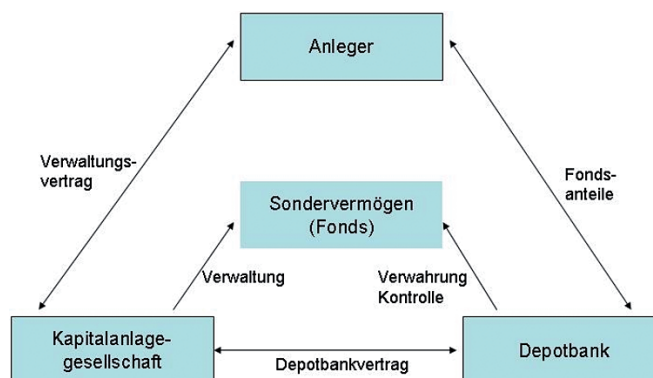 Anleger
Verwaltungs-
vertrag
Fonds-
anteile
Sondervermögen
(Fonds)
Verwaltung
Verwahrung
Kontrolle
Kapitalanlage-
gesellschaft
Depotbankvertrag
Depotbank